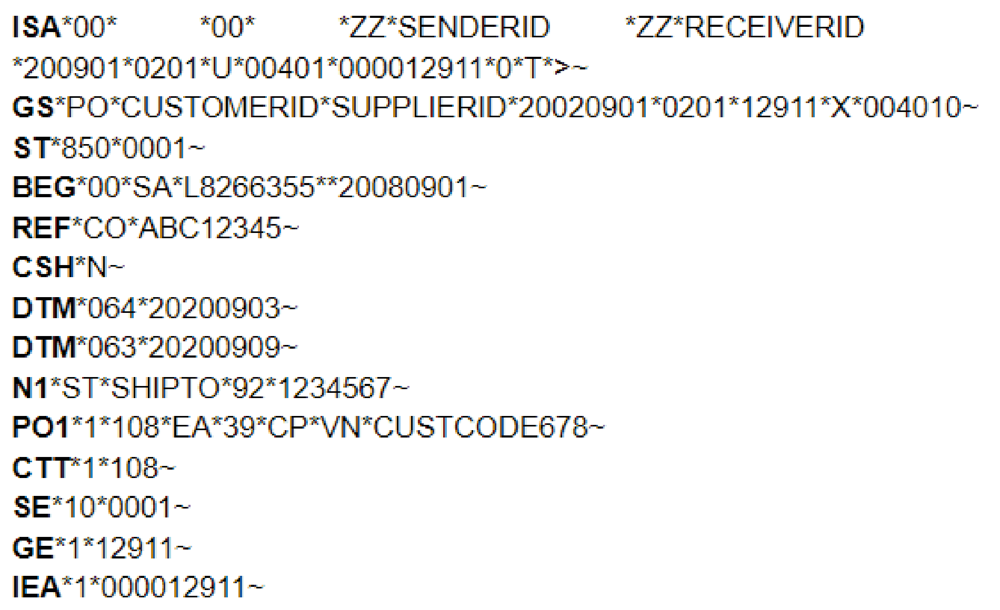 ISA*00*          *00*          *ZZ*SENDERID       *ZZ*RECEIVERID
*200901*0201*U*00401*000012911*0*T*>~
GS*PO*CUSTOMERID*SUPPLIERID*20020901*0201*12911*X*004010~
ST*850*0001~
BEG*00*SA*L8266355**20080901~
REF*CO*ABC12345~
CSH*N~
DTM*064*20200903~
DTM*063*20200909~
N1*ST*SHIPTO*92*1234567~
PO1*1*108*EA*39*CP*VN*CUSTCODE678~
CTT*1*108~
SE*10*0001~
GE*1*12911~
IEA*1*000012911~